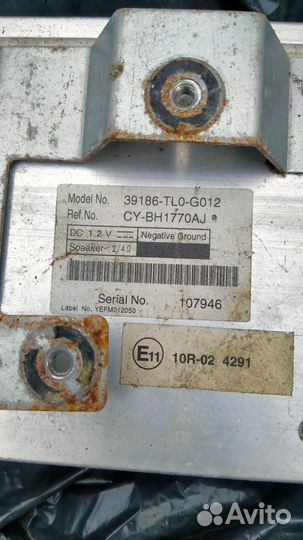 Model No. 39186-TL0-G012
Ref.No. CY-BH1770AJ
DC 12V Negative Ground
Speaker 2/4Ω
Serial No. 107946
Label No. YEFM012050
E11 10R-02 4291
Avito